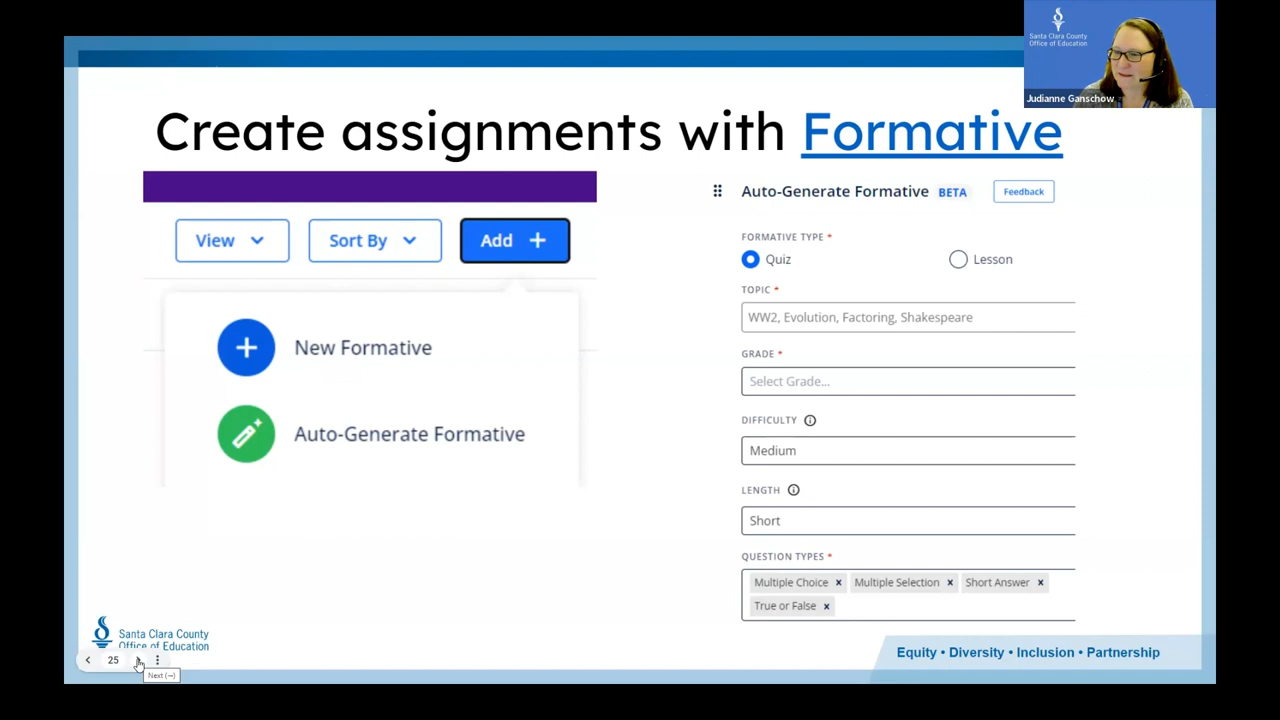 Santa Clara County
Office of Education
Judianne Ganschow
Create assignments with Formative
View
Sort By
Add +
New Formative
Auto-Generate Formative
Auto-Generate Formative BETA Feedback
FORMATIVE TYPE *
Quiz Lesson
TOPIC *
WW2, Evolution, Factoring, Shakespeare
GRADE *
Select Grade...
DIFFICULTY
Medium
LENGTH
Short
QUESTION TYPES *
Multiple Choice × Multiple Selection × Short Answer ×
True or False ×
Santa Clara County
Office of Education
25
Next (→)
Equity • Diversity • Inclusion • Partnership